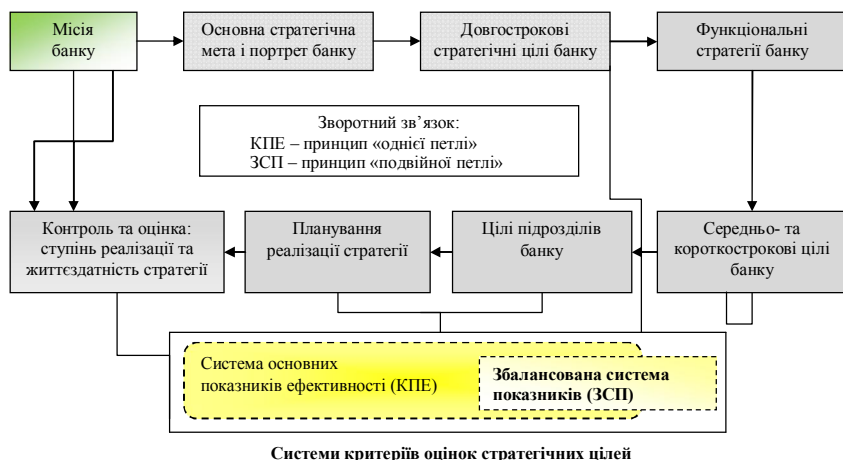 Місія
банку
Основна стратегічна
мета і портрет банку
Довгострокові
стратегічні цілі банку
Функціональні
стратегії банку
Зворотний зв’язок:
КПЕ – принцип «однієї петлі»
ЗСП – принцип «подвійної петлі»
Контроль та оцінка:
ступінь реалізації та
життєздатність стратегії
Планування
реалізації стратегії
Цілі підрозділів
банку
Середньо- та
короткострокові цілі
банку
Система основних
показників ефективності (КПЕ)
Збалансована система
показників (ЗСП)
Системи критеріїв оцінок стратегічних цілей